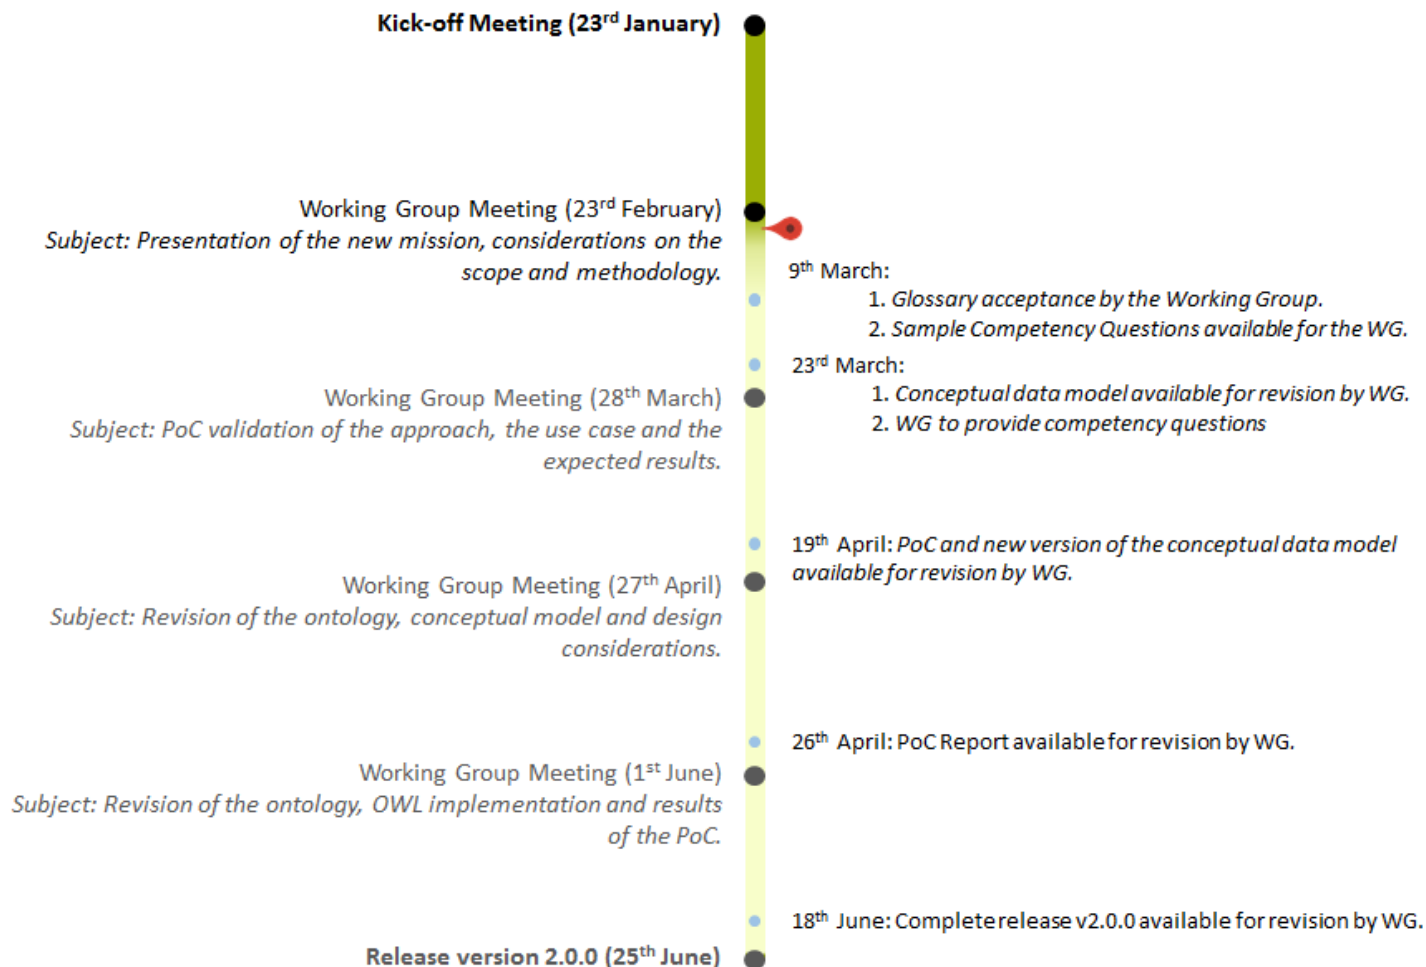 Kick-off Meeting (23rd January)
Working Group Meeting (23rd February)
Subject: Presentation of the new mission, considerations on the
scope and methodology.
9th March:
1. Glossary acceptance by the Working Group.
2. Sample Competency Questions available for the WG.
23rd March:
1. Conceptual data model available for revision by WG.
2. WG to provide competency questions
Working Group Meeting (28th March)
Subject: PoC validation of the approach, the use case and the
expected results.
19th April: PoC and new version of the conceptual data model
available for revision by WG.
Working Group Meeting (27th April)
Subject: Revision of the ontology, conceptual model and design
considerations.
26th April: PoC Report available for revision by WG.
Working Group Meeting (1st June)
Subject: Revision of the ontology, OWL implementation and results
of the PoC.
18th June: Complete release v2.0.0 available for revision by WG.
Release version 2.0.0 (25th June)